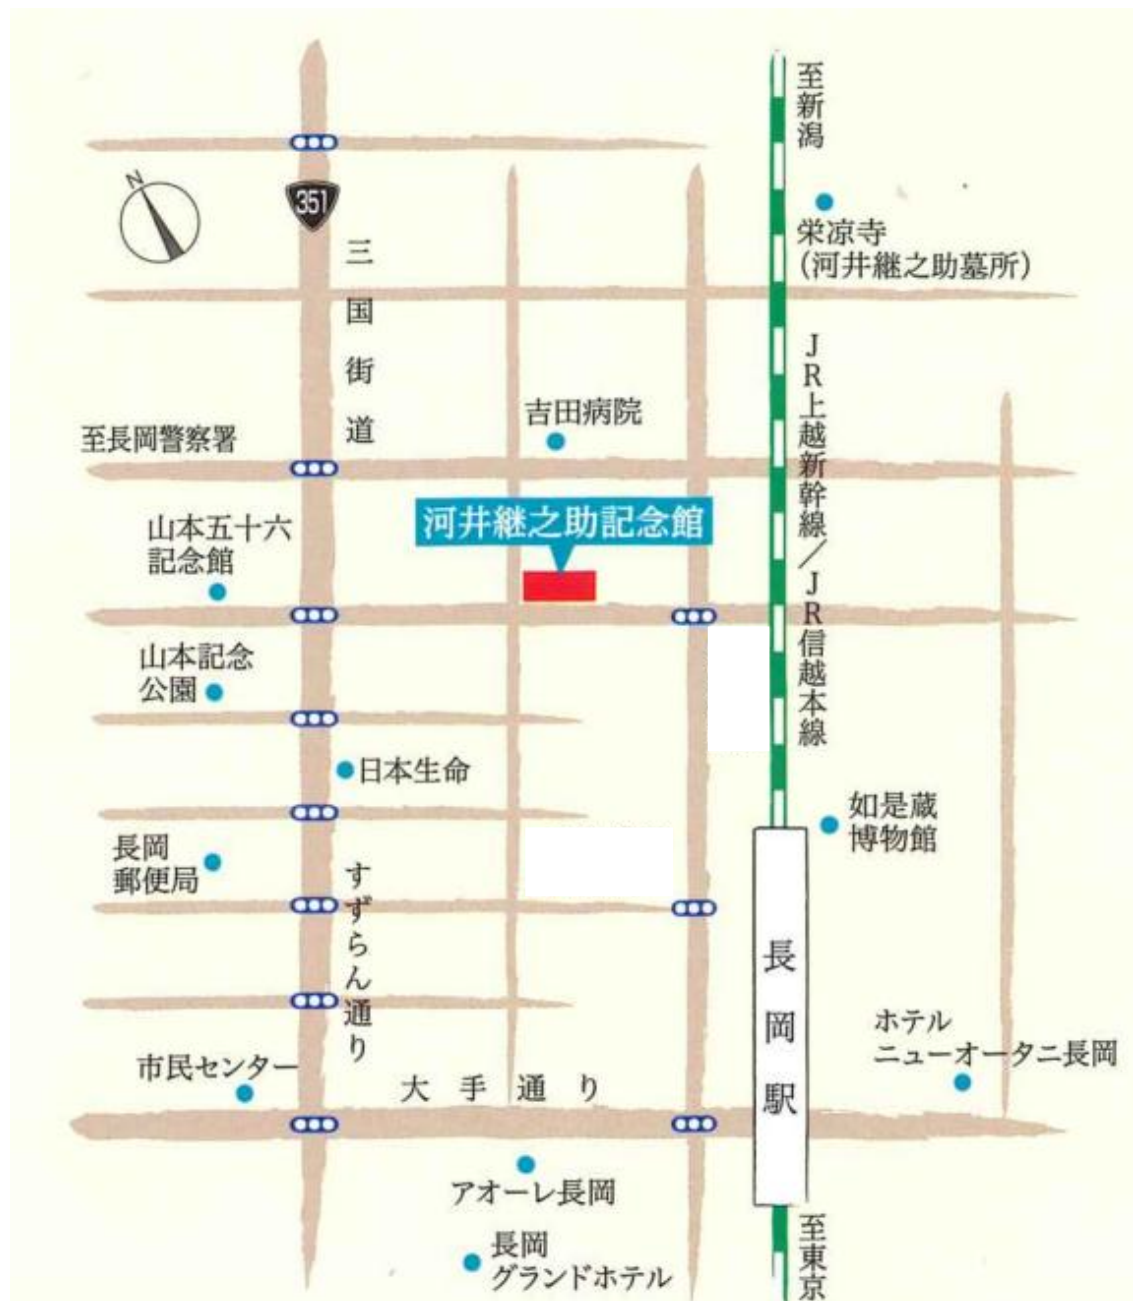 至新潟
N
351
栄凉寺
(河井継之助墓所)
三国街道
JR上越新幹線/JR信越本線
吉田病院
至長岡警察署
河井継之助記念館
山本五十六
記念館
山本記念
公園
日本生命
如是蔵
博物館
長岡
郵便局
すずらん通り
長岡駅
ホテル
ニューオータニ長岡
市民センター
大手通り
アオーレ長岡
長岡
グランドホテル
至東京